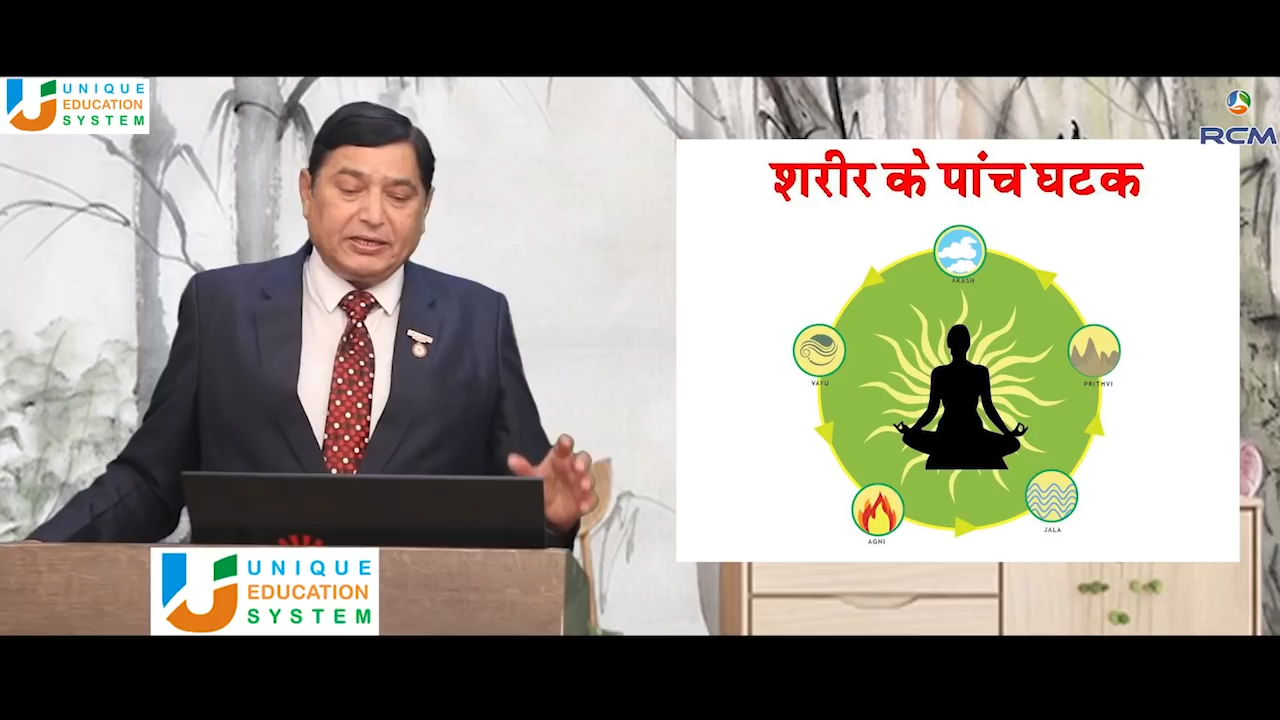 UNIQUE
EDUCATION
SYSTEM
RCM
शरीर के पांच घटक
AKASH
VAYU
PRITHVI
AGNI
JALA
UNIQUE
EDUCATION
SYSTEM